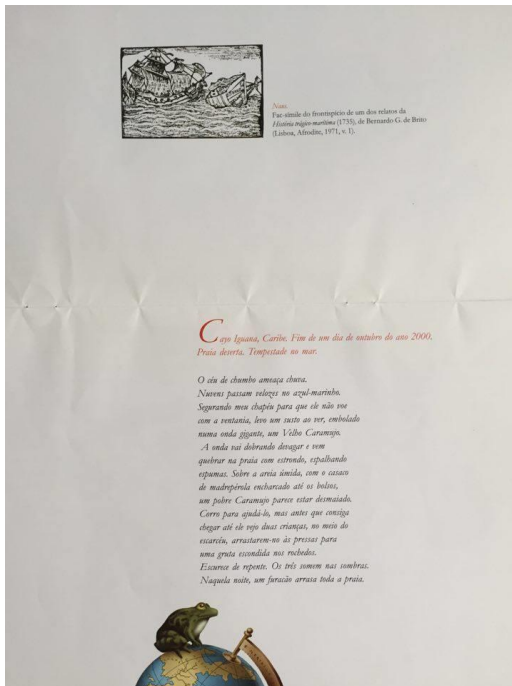 Naus.
Fac-símile do frontispício de um dos relatos da
História trágico-marítima (1735), de Bernardo G. de Brito
(Lisboa, Afrodite, 1971, v. 1).
Cayo Iguana, Caribe. Fim de um dia de outubro do ano 2000.
Praia deserta. Tempestade no mar.
O céu de chumbo ameaça chuva.
Nuvens passam velozes no azul-marinho.
Segurando meu chapéu para que ele não voe
com a ventania, levo um susto ao ver, embolado
numa onda gigante, um Velho Caramujo.
A onda vai dobrando devagar e vem
quebrar na praia com estrondo, espalhando
espumas. Sobre a areia úmida, com o casaco
de madrepérola encharcado até os bolsos,
um pobre Caramujo parece estar desmaiado.
Corro para ajudá-lo, mas antes que consiga
chegar até ele vejo duas crianças, no meio do
escarcéu, arrastarem-no às pressas para
uma gruta escondida nos rochedos.
Escurece de repente. Os três somem nas sombras.
Naquela noite, um furacão arrasa toda a praia.